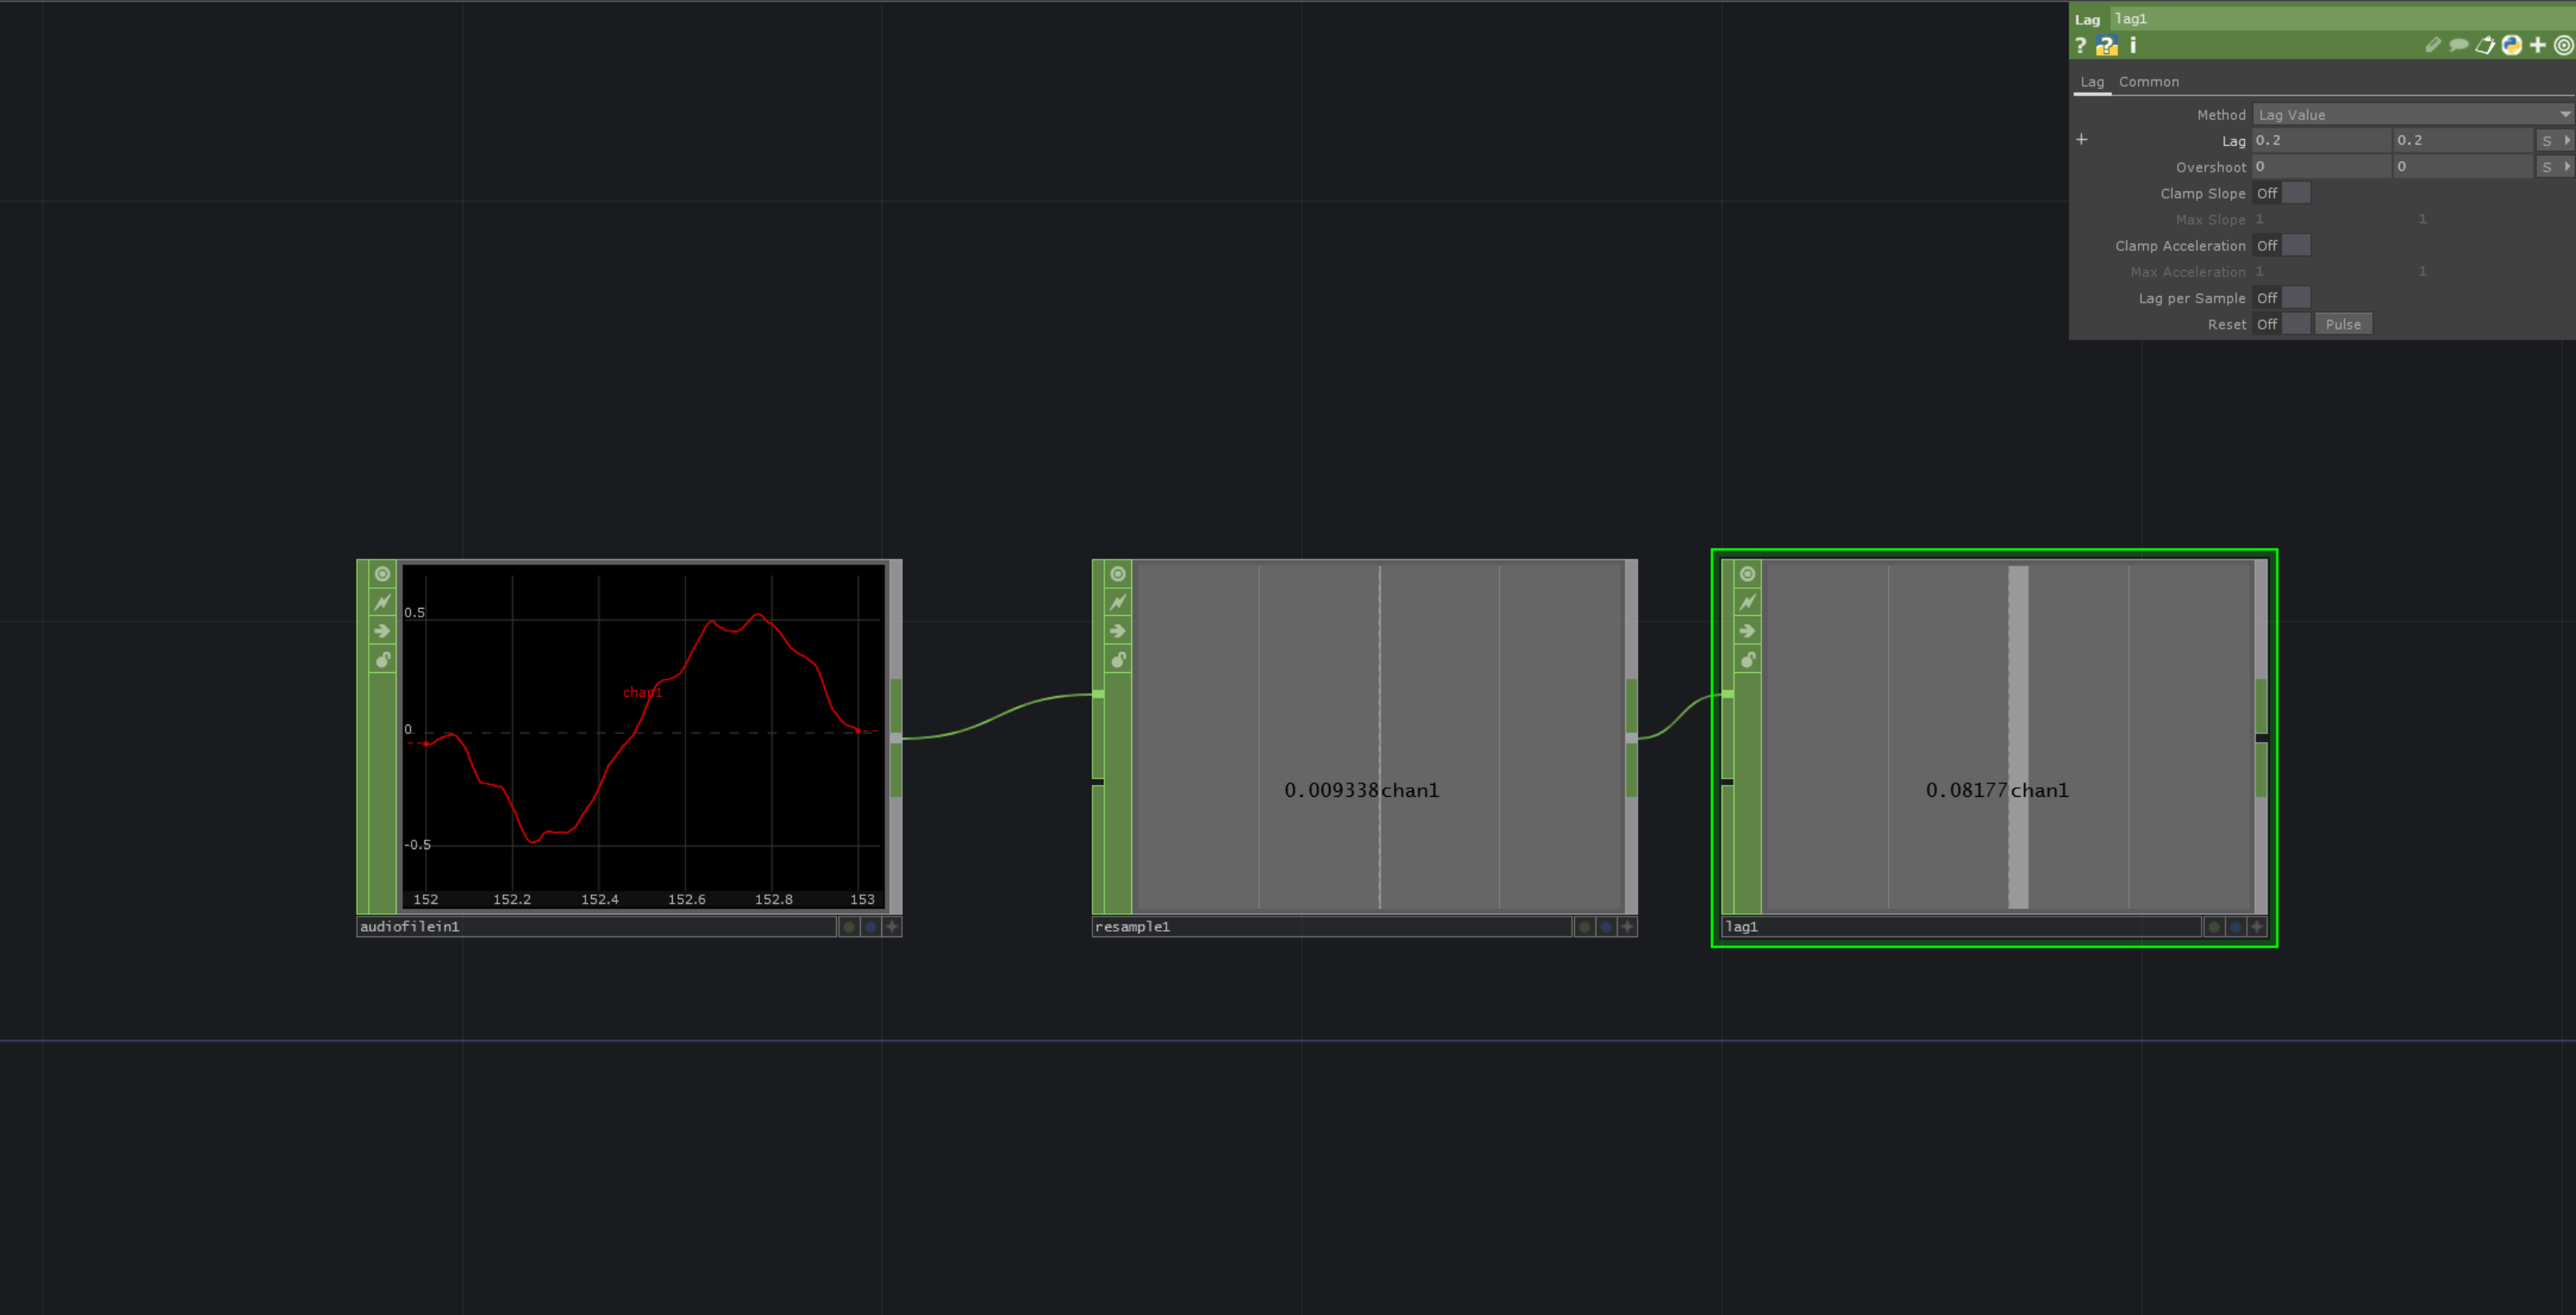 Lag lag1
? ? i
Lag Common
Method Lag Value
+ Lag 0.2 0.2 S
Overshoot 0 0 S
Clamp Slope Off
Max Slope 1 1
Clamp Acceleration Off
Max Acceleration 1 1
Lag per Sample Off
Reset Off Pulse
0.5
chan1
0
-0.5
152 152.2 152.4 152.6 152.8 153
audiofilein1
0.009338chan1
resample1
0.08177chan1
lag1